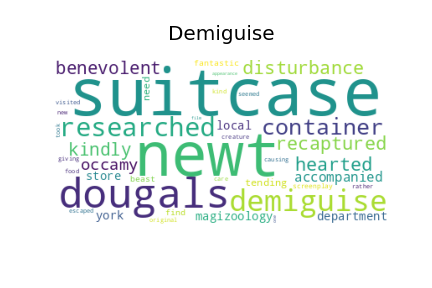 Demiguise
fantastic
benevolent disturbance
appearance
need kind seemed
suitcase
visited
new
film
researched local container
took newt recaptured
kindly creature
giving occamy causing hearted
food store beast care tending accompanied
dougals screenplay rather
demiguise
escaped york find magizoology department
original